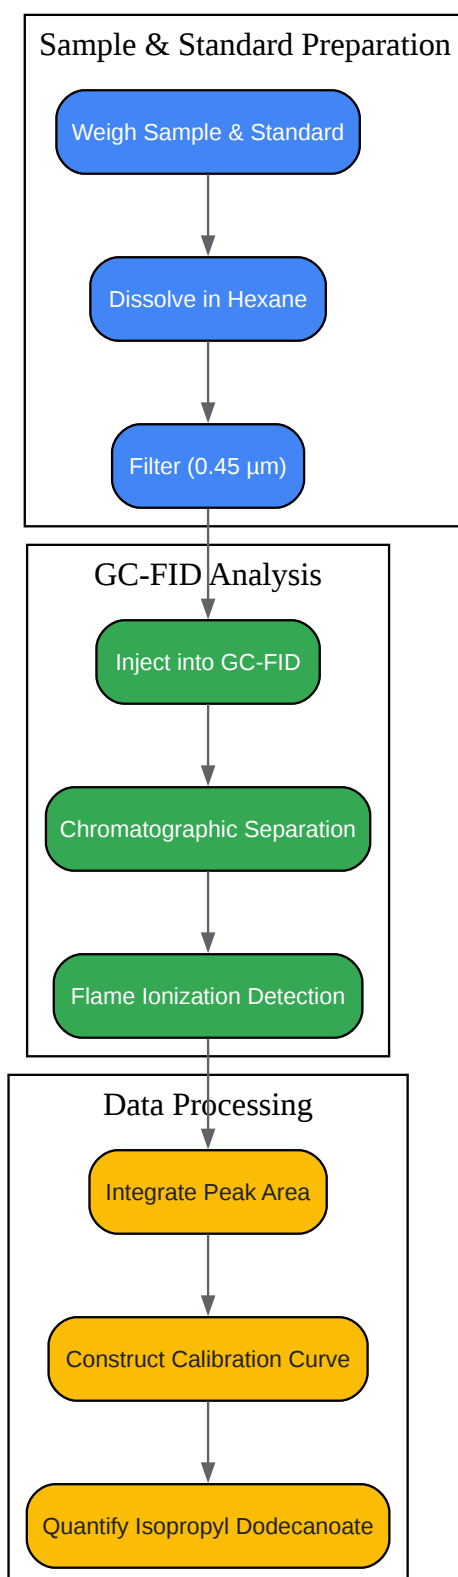 Sample & Standard Preparation
Weigh Sample & Standard
Dissolve in Hexane
Filter (0.45 µm)
GC-FID Analysis
Inject into GC-FID
Chromatographic Separation
Flame Ionization Detection
Data Processing
Integrate Peak Area
Construct Calibration Curve
Quantify Isopropyl Dodecanoate